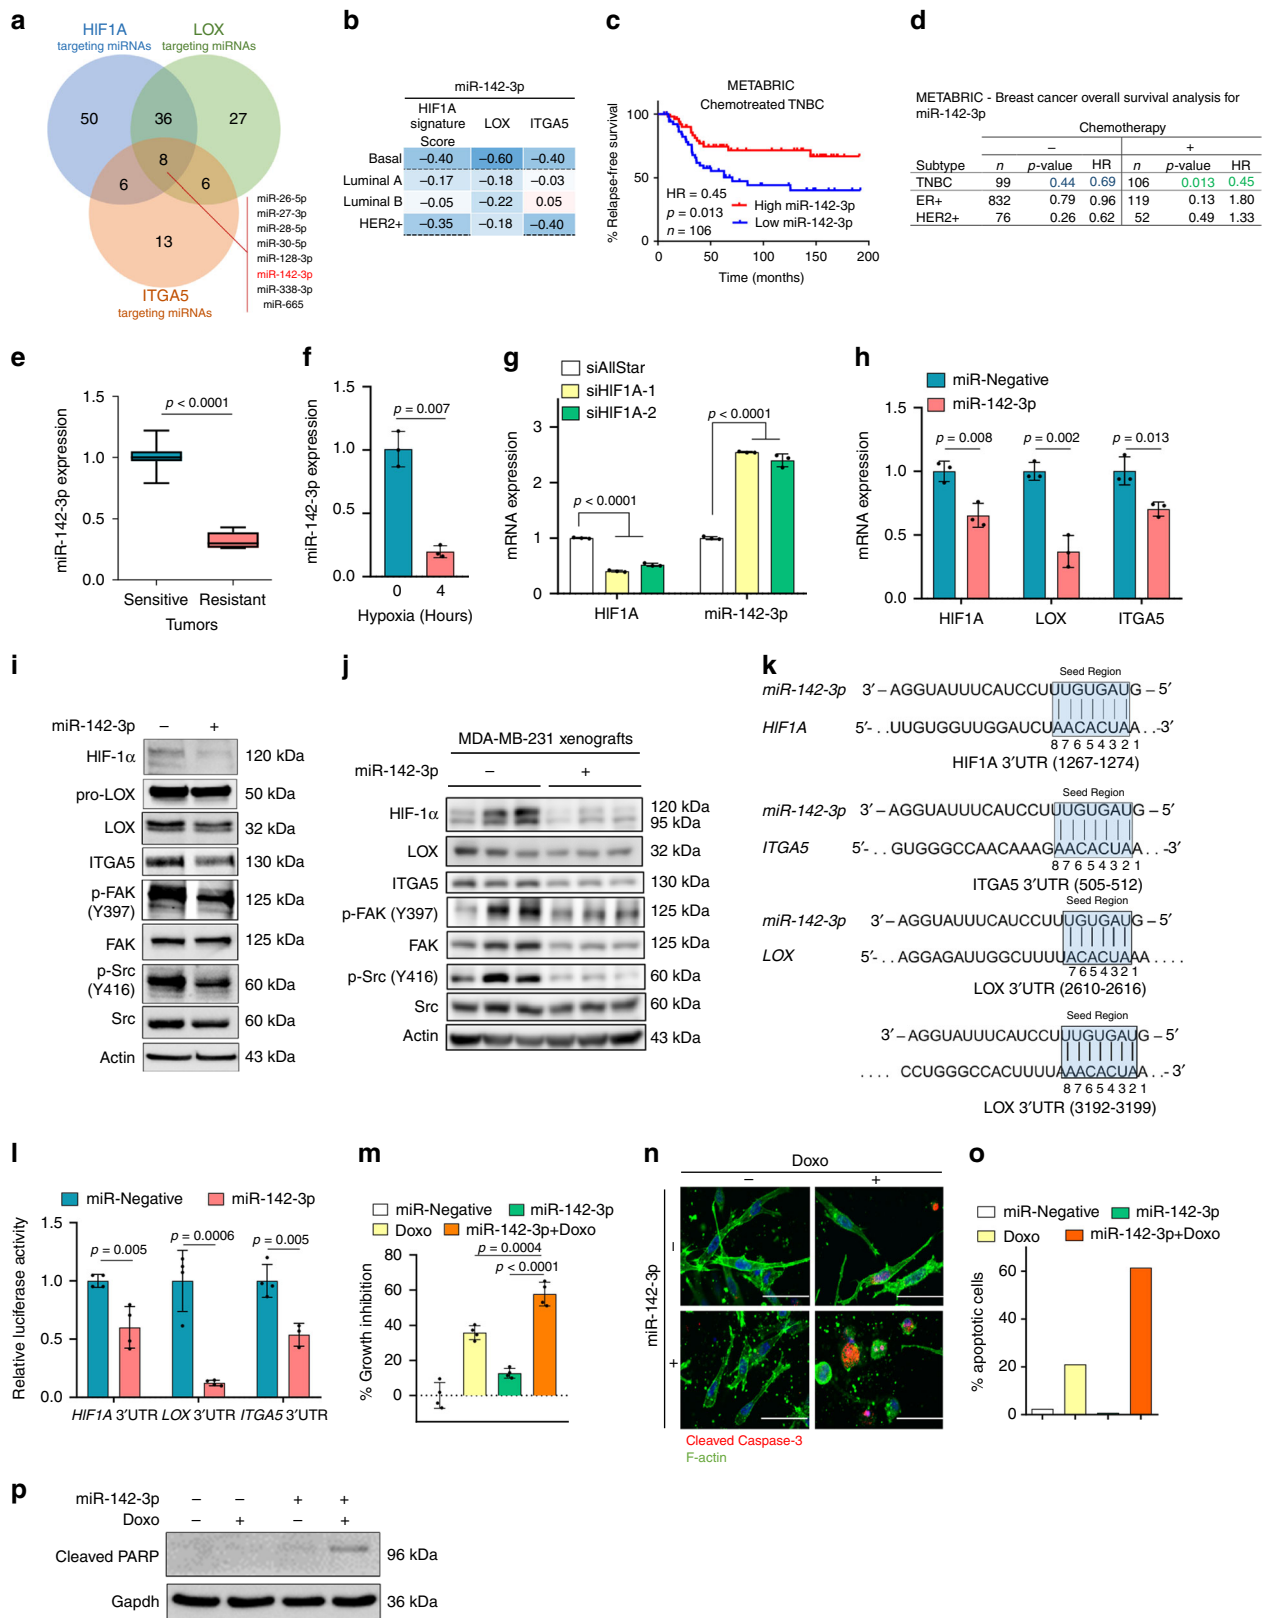 a
HIF1A
targeting miRNAs
LOX
targeting miRNAs
50
36
27
8
6
6
13
ITGA5
targeting miRNAs
miR-26-5p
miR-27-3p
miR-28-5p
miR-30-5p
miR-128-3p
miR-142-3p
miR-338-3p
miR-665
b
miR-142-3p
HIF1A signature Score LOX ITGA5
Basal −0.40 −0.60 −0.40
Luminal A −0.17 −0.18 −0.03
Luminal B −0.05 −0.22 0.05
HER2+ −0.35 −0.18 −0.40
c
METABRIC
Chemotreated TNBC
% Relapse-free survival
100
50
0
HR = 0.45
p = 0.013
n = 106
High miR-142-3p
Low miR-142-3p
0 50 100 150 200
Time (months)
d
METABRIC - Breast cancer overall survival analysis for
miR-142-3p
Chemotherapy
− +
Subtype n p-value HR n p-value HR
TNBC 99 0.44 0.69 106 0.013 0.45
ER+ 832 0.79 0.96 119 0.13 1.80
HER2+ 76 0.26 0.62 52 0.49 1.33
e
miR-142-3p expression
1.5
1.0
0.5
0.0
p < 0.0001
Sensitive Resistant
Tumors
f
miR-142-3p expression
1.5
1.0
0.5
0.0
p = 0.007
0 4
Hypoxia (Hours)
g
siAllStar
siHIF1A-1
siHIF1A-2
mRNA expression
3
2
1
0
p < 0.0001
p < 0.0001
HIF1A miR-142-3p
h
miR-Negative
miR-142-3p
mRNA expression
1.5
1.0
0.5
0.0
p = 0.008
p = 0.002
p = 0.013
HIF1A LOX ITGA5
i
miR-142-3p − +
HIF-1α 120 kDa
pro-LOX 50 kDa
LOX 32 kDa
ITGA5 130 kDa
p-FAK (Y397) 125 kDa
FAK 125 kDa
p-Src (Y416) 60 kDa
Src 60 kDa
Actin 43 kDa
j
MDA-MB-231 xenografts
miR-142-3p − +
HIF-1α 120 kDa
95 kDa
LOX 32 kDa
ITGA5 130 kDa
p-FAK (Y397) 125 kDa
FAK 125 kDa
p-Src (Y416) 60 kDa
Src 60 kDa
Actin 43 kDa
k
Seed Region
miR-142-3p 3′ – AGGUAUUUCAUCCUUUGUGAUG – 5′
HIF1A 5′- . . UUGUGGUUGGAUCUAACACUAA . . -3′
8 7 6 5 4 3 2 1
HIF1A 3′UTR (1267-1274)
Seed Region
miR-142-3p 3′ – AGGUAUUUCAUCCUUUGUGAUG – 5′
ITGA5 5′- . . GUGGGCCAACAAAGAACACUAA . . -3′
8 7 6 5 4 3 2 1
ITGA5 3′UTR (505-512)
Seed Region
miR-142-3p 3′ – AGGUAUUUCAUCCUUUGUGAUG – 5′
LOX 5′- . . AGGAGAUUGGCUUUUACACUAAA . . . .
7 6 5 4 3 2 1
LOX 3′UTR (2610-2616)
Seed Region
3′ – AGGUAUUUCAUCCUUUGUGAUG – 5′
. . . . CCUGGGCCACUUUUAAACACUAA . . - 3′
8 7 6 5 4 3 2 1
LOX 3′UTR (3192-3199)
l
miR-Negative miR-142-3p
Relative luciferase activity
1.5
1.0
0.5
0.0
p = 0.005
p = 0.0006
p = 0.005
HIF1A 3′UTR LOX 3′UTR ITGA5 3′UTR
m
miR-Negative miR-142-3p
Doxo miR-142-3p+Doxo
% Growth inhibition
80
60
40
20
0
p = 0.0004
p < 0.0001
n
Doxo
− +
miR-142-3p
−
+
Cleaved Caspase-3
F-actin
o
miR-Negative miR-142-3p
Doxo miR-142-3p+Doxo
% apoptotic cells
60
40
20
0
p
miR-142-3p − − + +
Doxo − + − +
Cleaved PARP 96 kDa
Gapdh 36 kDa